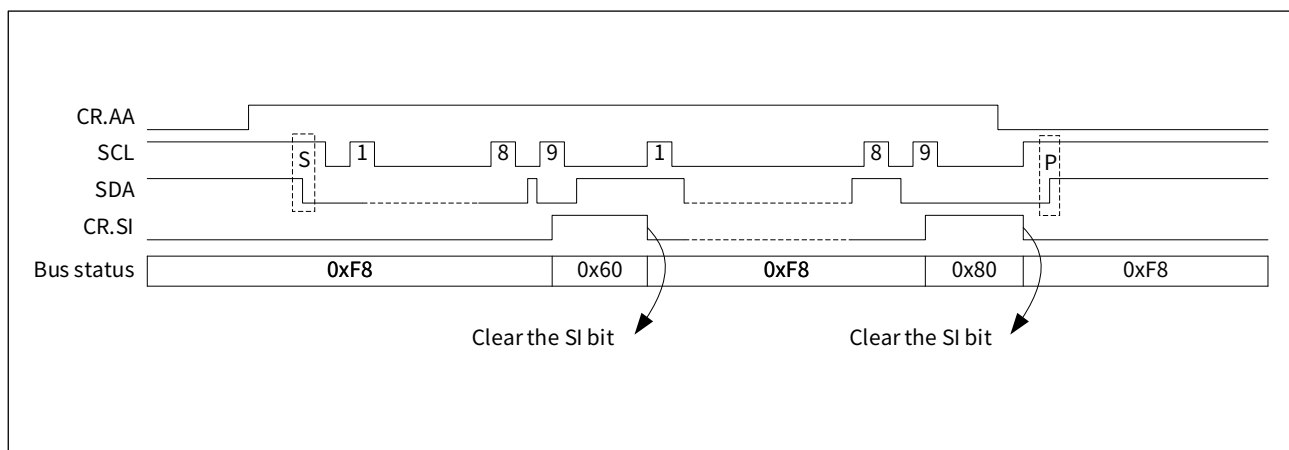 CR.AA
SCL S 1 8 9 1 8 9 P
SDA
CR.SI
Bus status 0xF8 0x60 0xF8 0x80 0xF8
Clear the SI bit Clear the SI bit